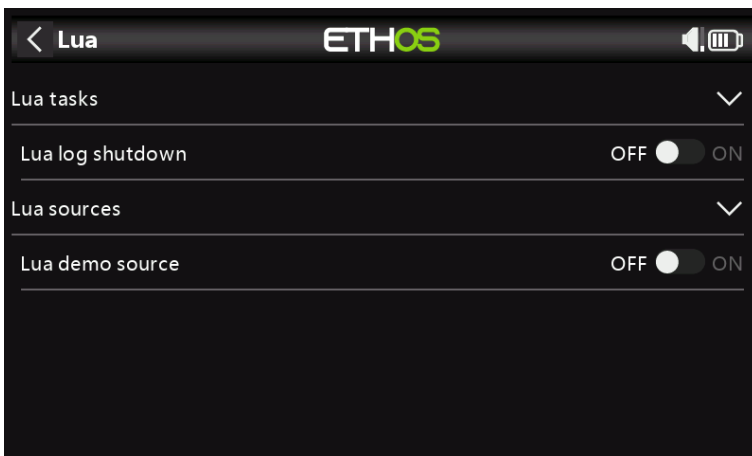 Lua
ETHOS
Lua tasks
Lua log shutdown OFF ON
Lua sources
Lua demo source OFF ON